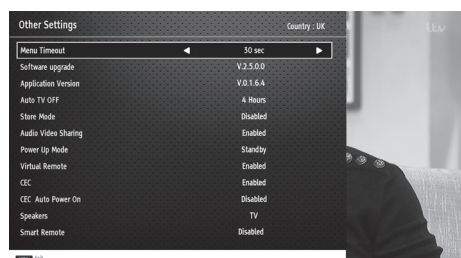 Other Settings Country : UK
Menu Timeout 30 sec
Software upgrade V.2.5.0.0
Application Version V.0.1.6.4
Auto TV OFF 4 Hours
Store Mode Disabled
Audio Video Sharing Enabled
Power Up Mode Standby
Virtual Remote Enabled
CEC Enabled
CEC Auto Power On Disabled
Speakers TV
Smart Remote Disabled
itv